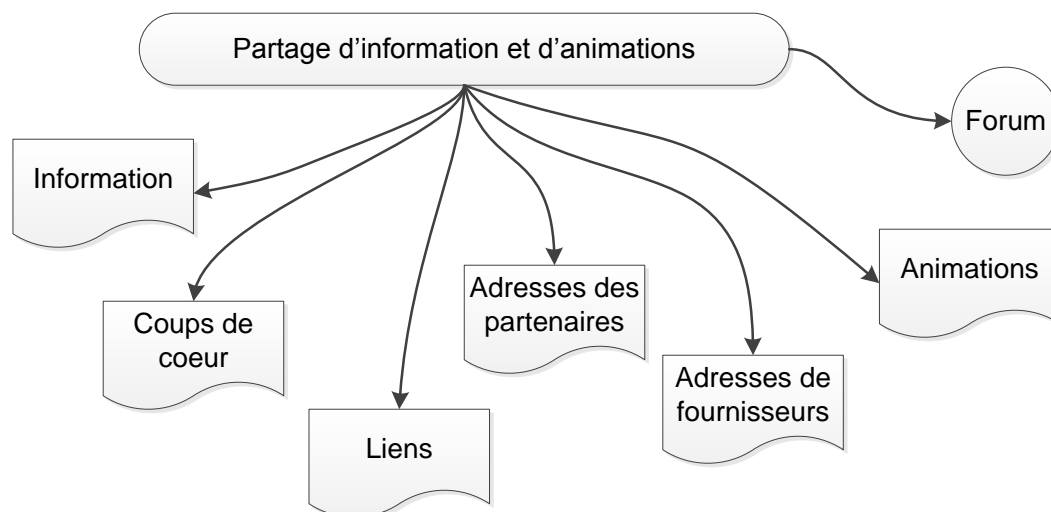 Partage d’information et d’animations
Forum
Information
Animations
Adresses des
partenaires
Coups de
coeur
Adresses de
fournisseurs
Liens